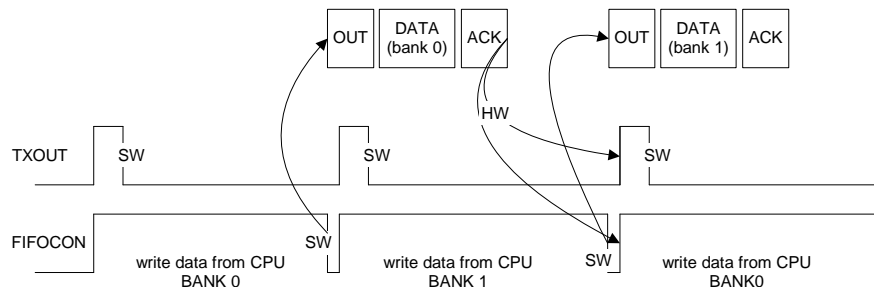 OUT DATA (bank 0) ACK OUT DATA (bank 1) ACK
HW
TXOUT SW SW SW
FIFOCON SW SW
write data from CPU write data from CPU write data from CPU
BANK 0 BANK 1 BANK0